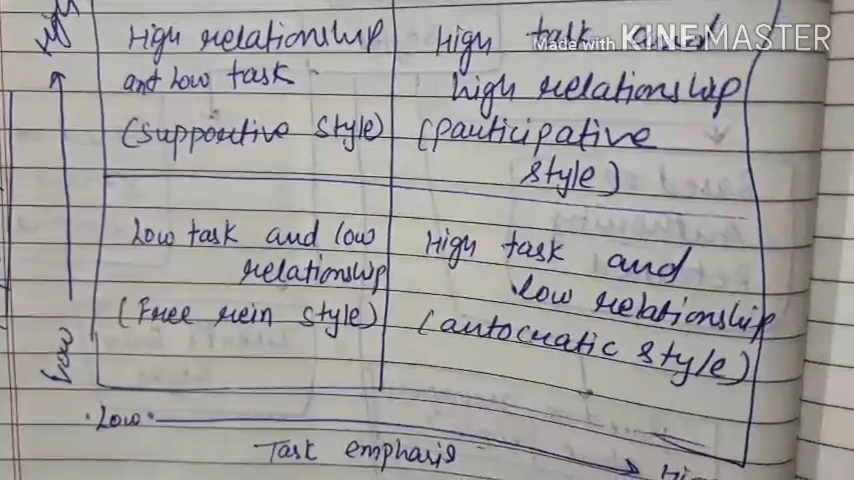 High
High relationship
and low task
(supportive style)
High task and
high relationship
(participative
style)
Made with KINEMASTER
Low task and low
relationship
(Free rein style)
High task and
low relationship
(autocratic style)
Low
Low
Task emphasis